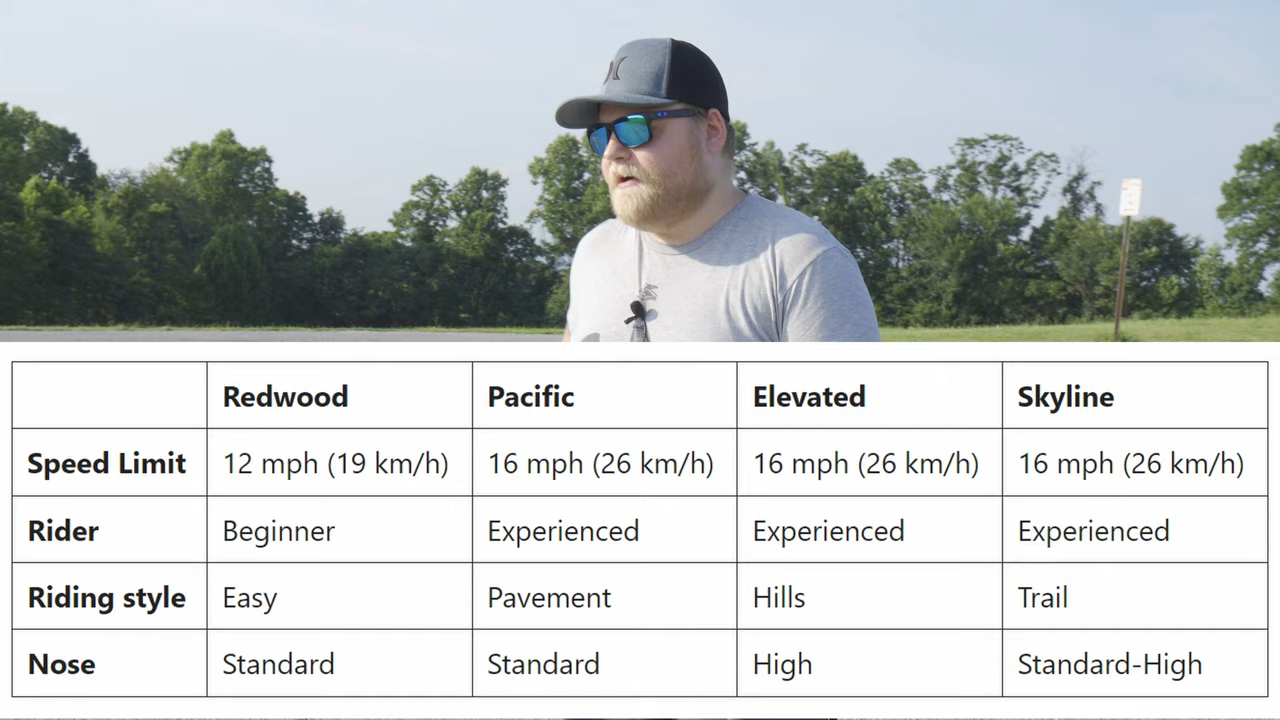 Redwood Pacific Elevated Skyline
Speed Limit 12 mph (19 km/h) 16 mph (26 km/h) 16 mph (26 km/h) 16 mph (26 km/h)
Rider Beginner Experienced Experienced Experienced
Riding style Easy Pavement Hills Trail
Nose Standard Standard High Standard-High